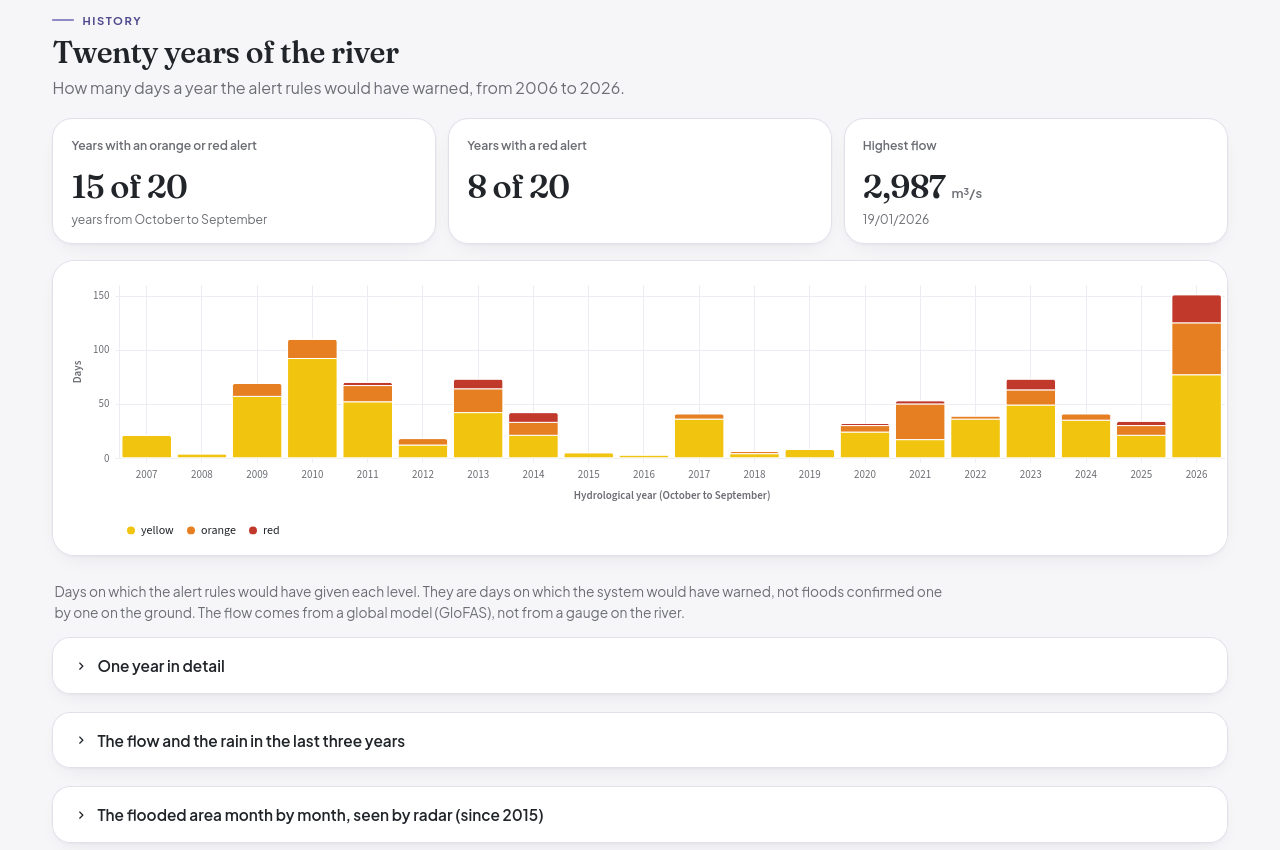 HISTORY
Twenty years of the river
How many days a year the alert rules would have warned, from 2006 to 2026.
Years with an orange or red alert
15 of 20
years from October to September
Years with a red alert
8 of 20
Highest flow
2,987 m³/s
19/01/2026
150
100
50
0
Days
2007 2008 2009 2010 2011 2012 2013 2014 2015 2016 2017 2018 2019 2020 2021 2022 2023 2024 2025 2026
Hydrological year (October to September)
yellow orange red
Days on which the alert rules would have given each level. They are days on which the system would have warned, not floods confirmed one
by one on the ground. The flow comes from a global model (GloFAS), not from a gauge on the river.
One year in detail
The flow and the rain in the last three years
The flooded area month by month, seen by radar (since 2015)